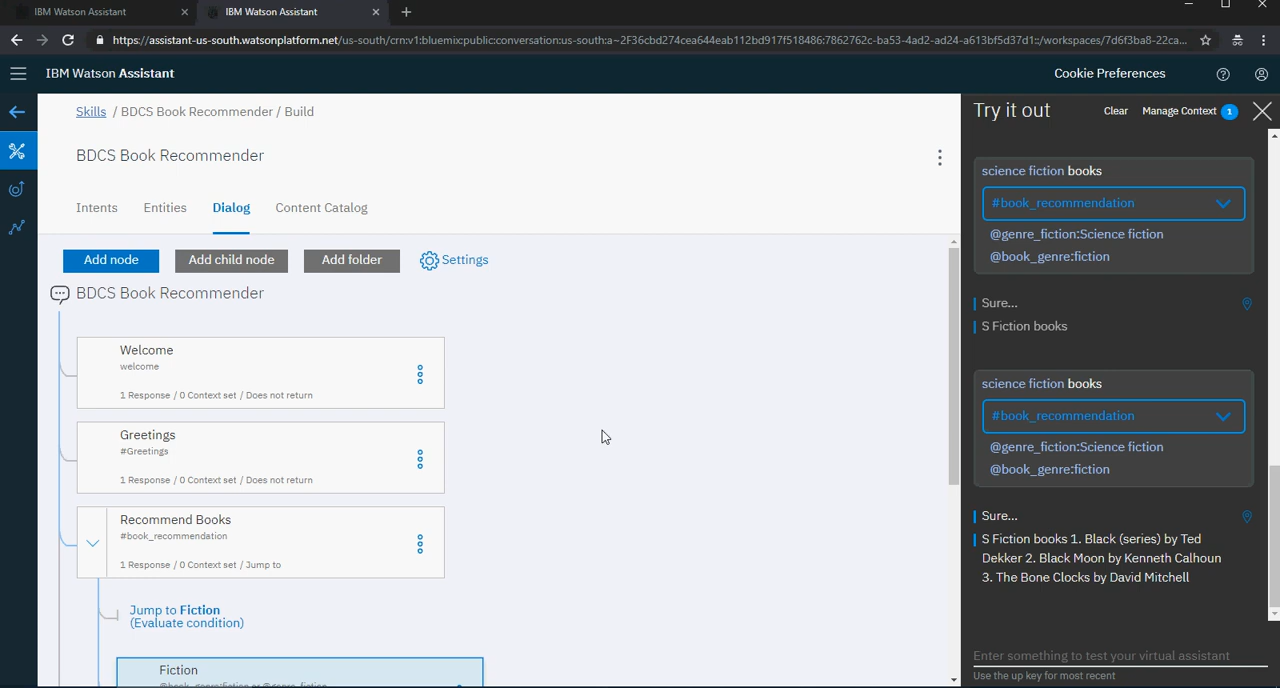 IBM Watson Assistant
IBM Watson Assistant
https://assistant-us-south.watsonplatform.net/us-south/crn:v1:bluemix:public:conversation:us-south:a~2F36cbd274cea644eab112bd917f518486:7862762c-ba53-4ad2-ad24-a613bf5d37d1::/workspaces/7d6f3ba8-22ca...
IBM Watson Assistant
Cookie Preferences
Skills / BDCS Book Recommender / Build
BDCS Book Recommender
Intents Entities Dialog Content Catalog
Add node Add child node Add folder Settings
BDCS Book Recommender
Welcome
welcome
1 Response / 0 Context set / Does not return
Greetings
#Greetings
1 Response / 0 Context set / Does not return
Recommend Books
#book_recommendation
1 Response / 0 Context set / Jump to
Jump to Fiction
(Evaluate condition)
Fiction
@book_genre:fiction or @genre_fiction
Try it out Clear Manage Context 1
science fiction books
#book_recommendation
@genre_fiction:Science fiction
@book_genre:fiction
Sure...
S Fiction books
science fiction books
#book_recommendation
@genre_fiction:Science fiction
@book_genre:fiction
Sure...
S Fiction books 1. Black (series) by Ted
Dekker 2. Black Moon by Kenneth Calhoun
3. The Bone Clocks by David Mitchell
Enter something to test your virtual assistant
Use the up key for most recent